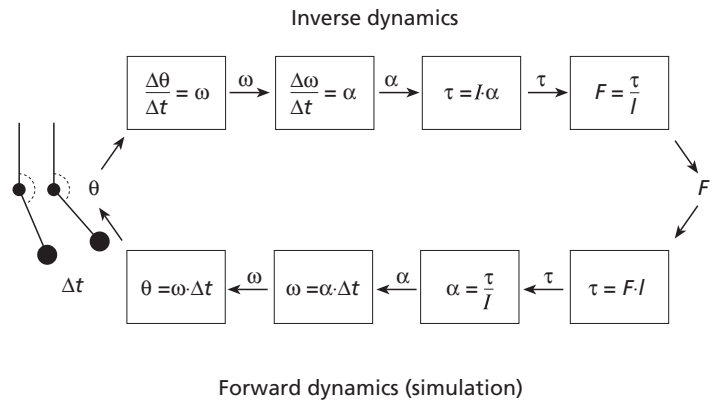 Inverse dynamics
Δθ/Δt = ω
ω
Δω/Δt = α
α
τ = I·α
τ
F = τ/l
θ
F
Δt
θ =ω·Δt
ω
ω =α·Δt
α
α = τ/I
τ
τ = F·l
Forward dynamics (simulation)